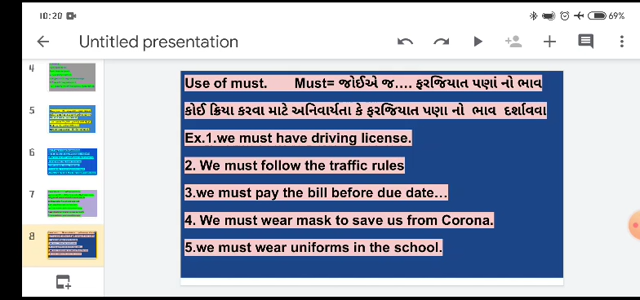 10:20
69%
Untitled presentation
4
5
6
7
8
Use of must. Must= જોઈએ જ.... ફરજિયાત પણાં નો ભાવ
કોઈ ક્રિયા કરવા માટે અનિવાર્યતા કે ફરજિયાત પણા નો ભાવ દર્શાવવા
Ex.1.we must have driving license.
2. We must follow the traffic rules
3.we must pay the bill before due date...
4. We must wear mask to save us from Corona.
5.we must wear uniforms in the school.